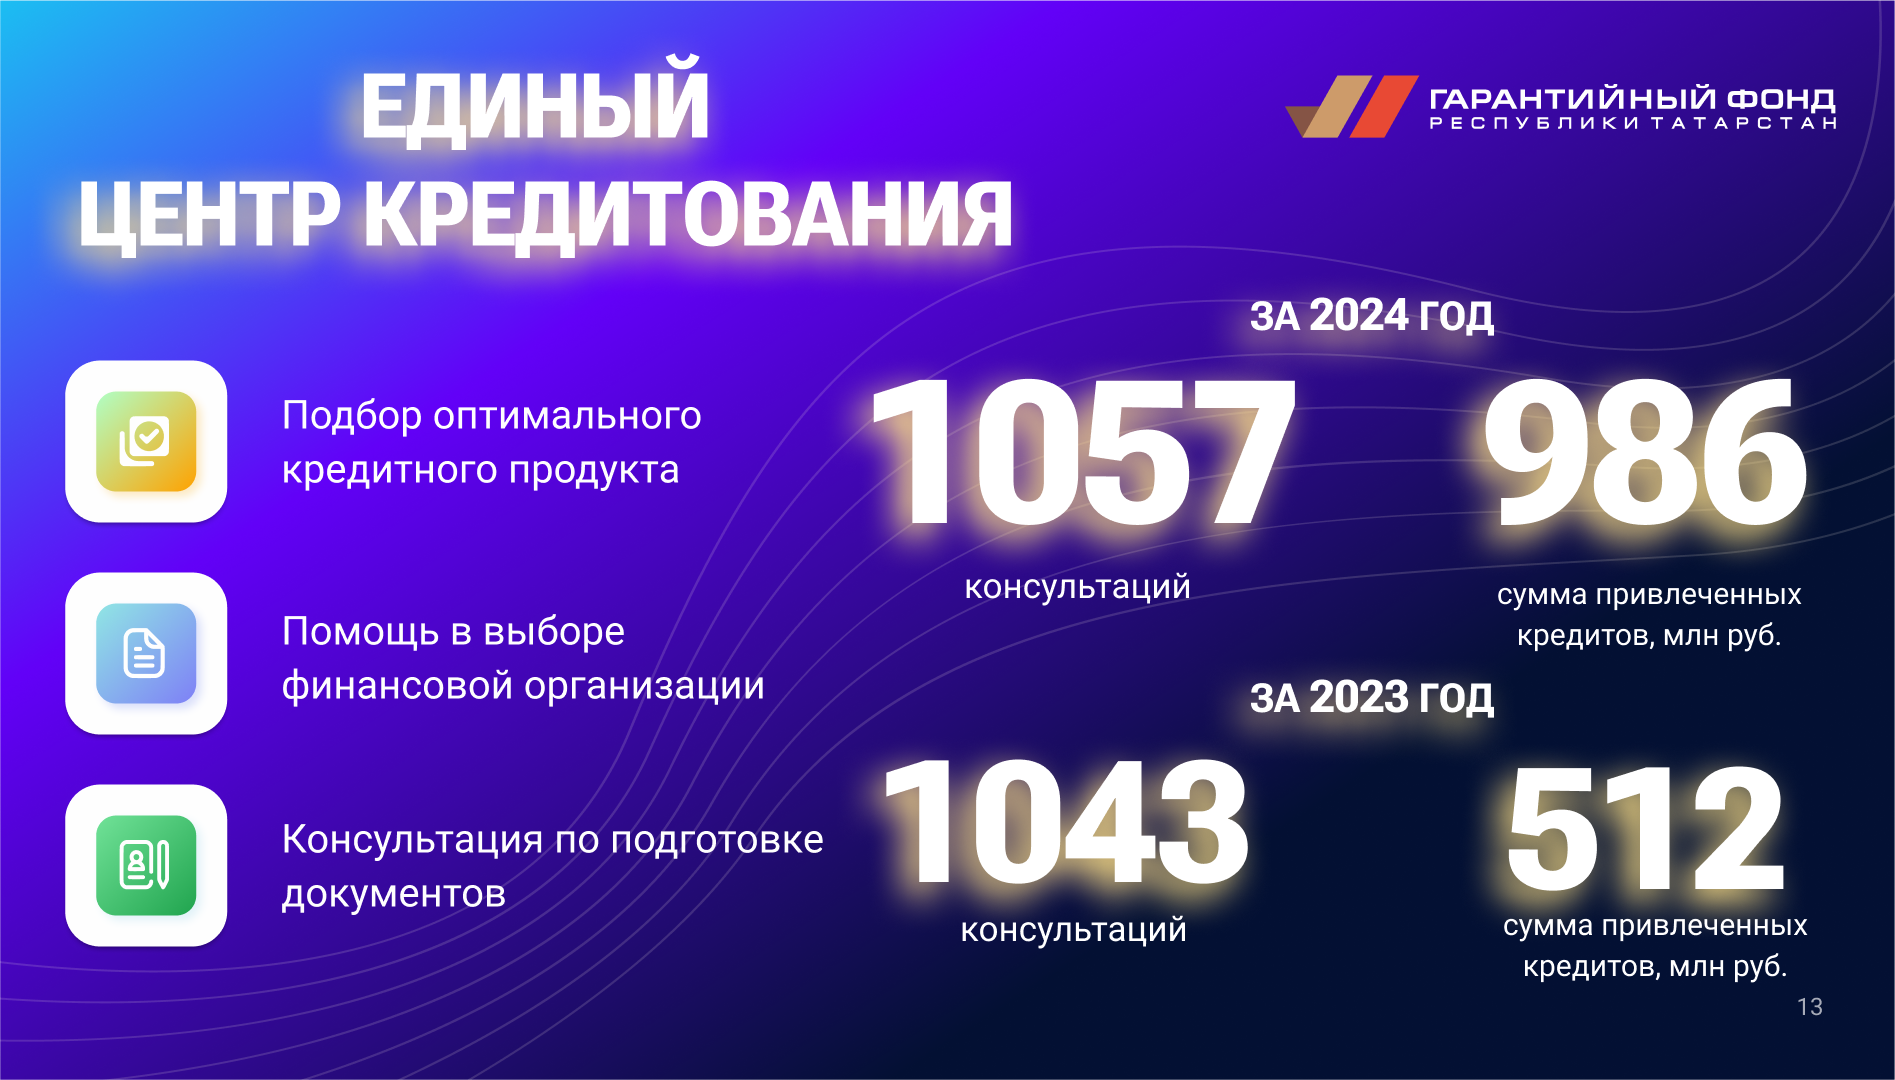 ЕДИНЫЙ
ЦЕНТР КРЕДИТОВАНИЯ
ГАРАНТИЙНЫЙ ФОНД
РЕСПУБЛИКИ ТАТАРСТАН
Подбор оптимального
кредитного продукта
Помощь в выборе
финансовой организации
Консультация по подготовке
документов
ЗА 2024 ГОД
1057
консультаций
986
сумма привлеченных
кредитов, млн руб.
ЗА 2023 ГОД
1043
консультаций
512
сумма привлеченных
кредитов, млн руб.
13